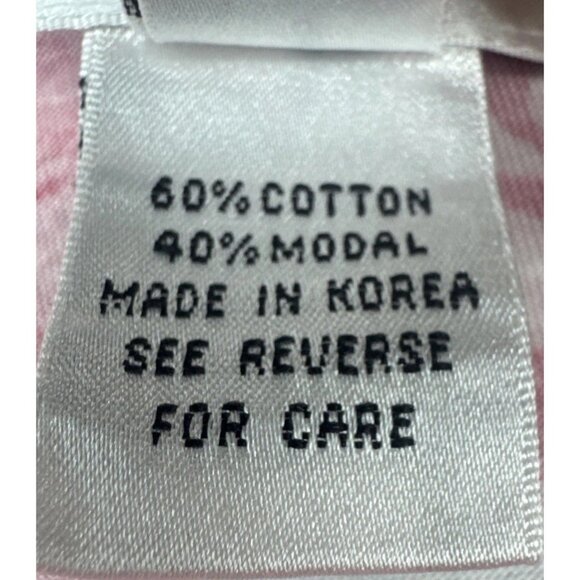 60% COTTON
40% MODAL
MADE IN KOREA
SEE REVERSE
FOR CARE